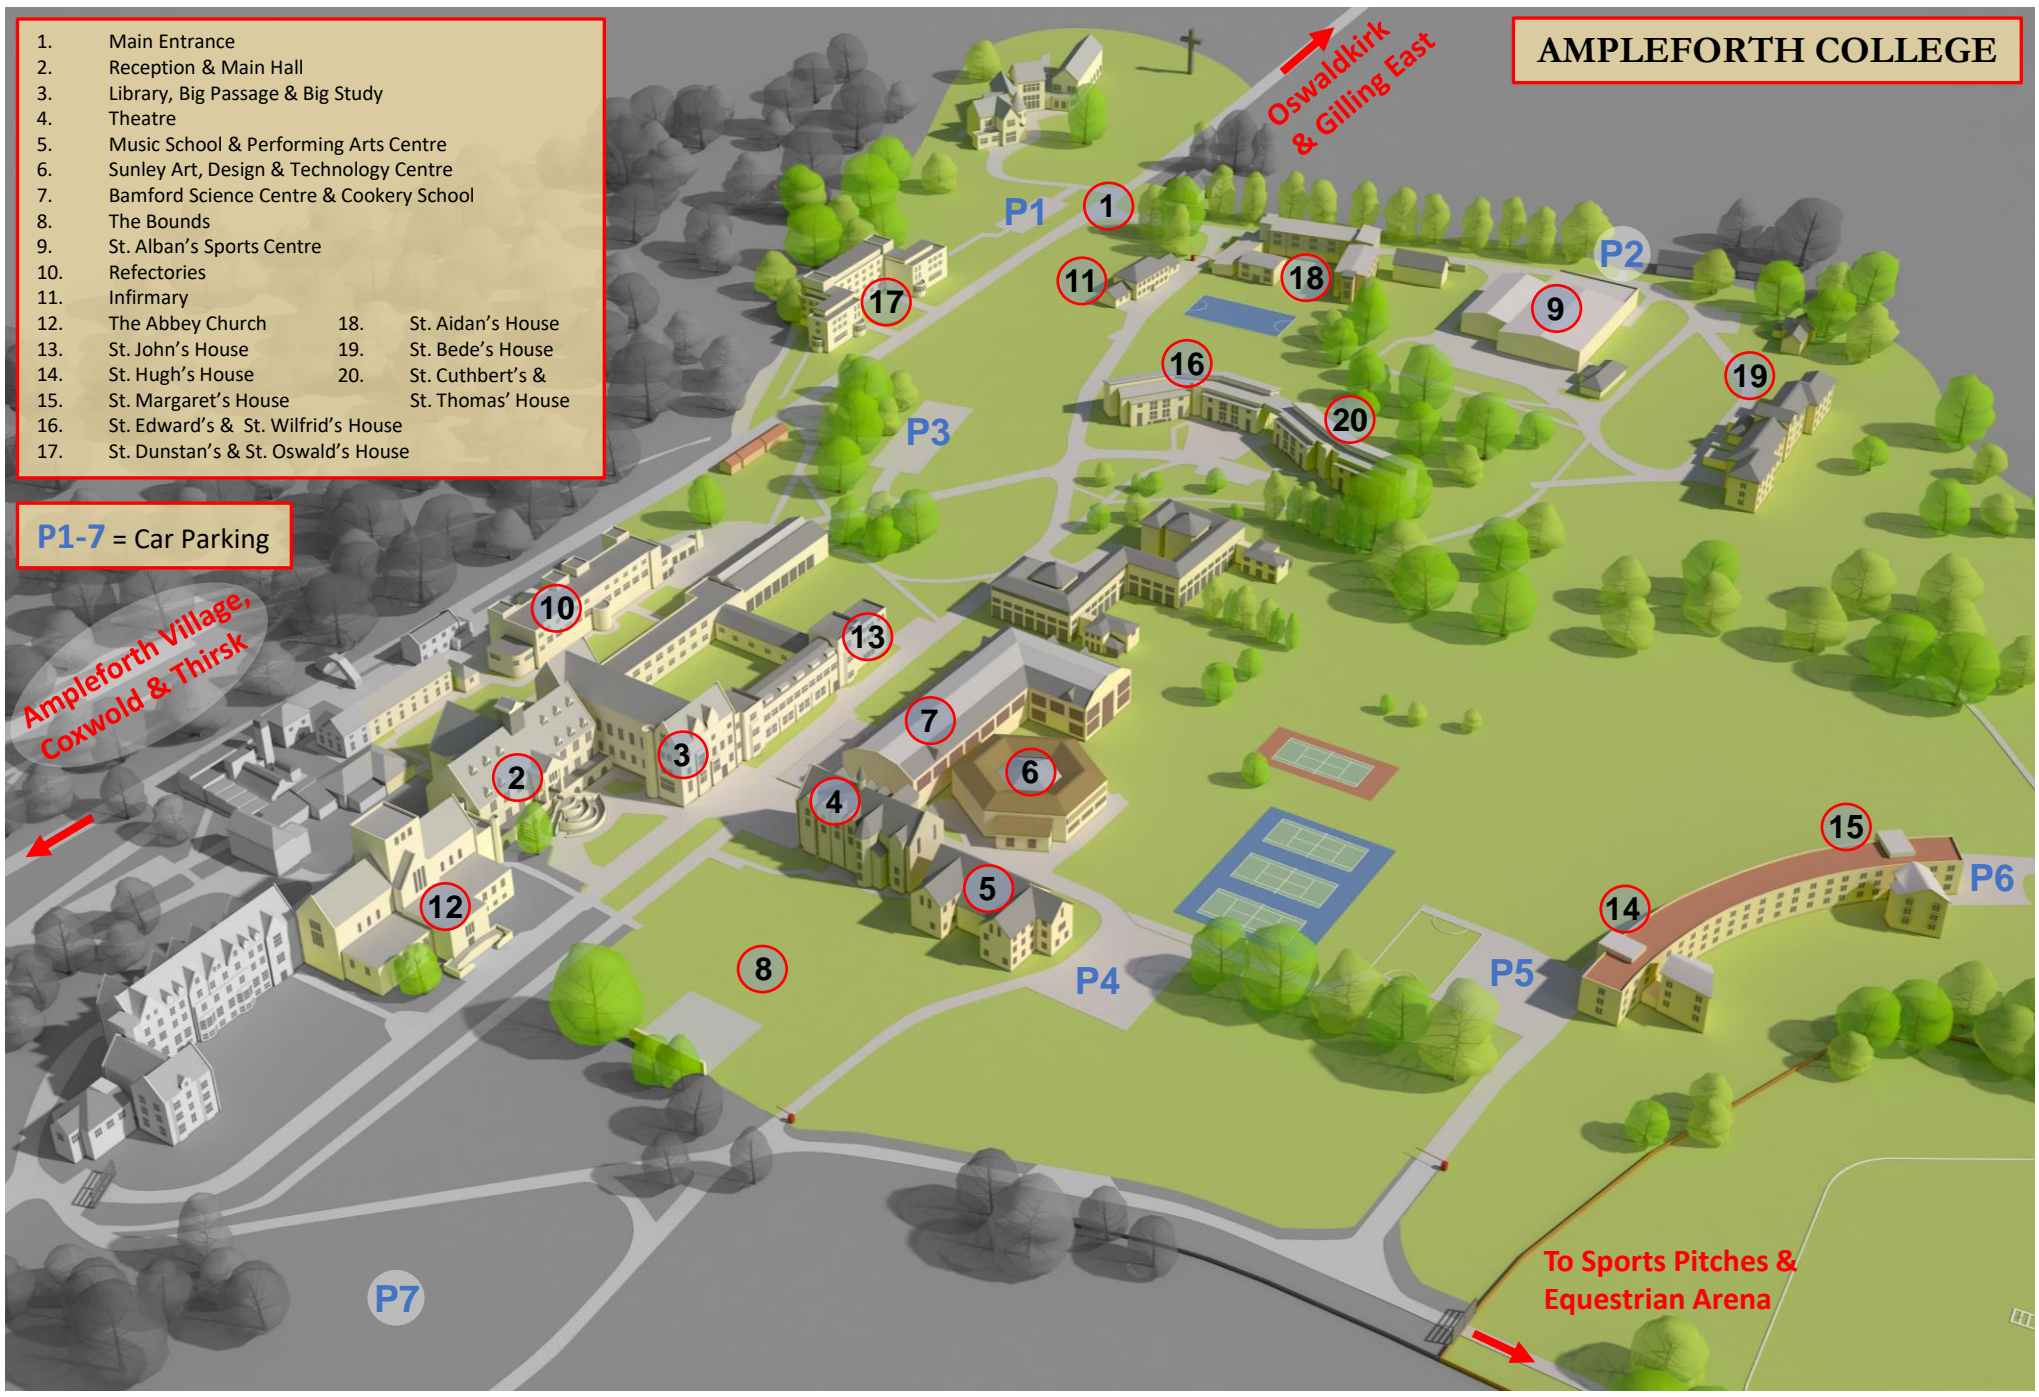 1. Main Entrance
2. Reception & Main Hall
3. Library, Big Passage & Big Study
4. Theatre
5. Music School & Performing Arts Centre
6. Sunley Art, Design & Technology Centre
7. Bamford Science Centre & Cookery School
8. The Bounds
9. St. Alban's Sports Centre
10. Refectories
11. Infirmary
12. The Abbey Church 18. St. Aidan's House
13. St. John's House 19. St. Bede's House
14. St. Hugh's House 20. St. Cuthbert's &
15. St. Margaret's House St. Thomas' House
16. St. Edward's & St. Wilfrid's House
17. St. Dunstan's & St. Oswald's House
P1-7 = Car Parking
AMPLEFORTH COLLEGE
Oswaldkirk
& Gilling East
P1
1
P2
11
18
17
9
16
19
20
P3
10
13
Ampleforth Village,
Coxwold & Thirsk
7
3
2
6
4
15
5
P6
12
14
8
P4
P5
To Sports Pitches &
Equestrian Arena
P7